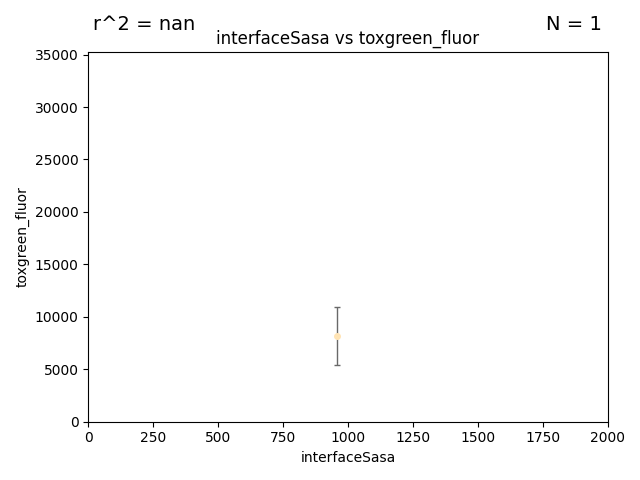 r^2 = nan
N = 1
interfaceSasa vs toxgreen_fluor
35000
30000
25000
20000
15000
10000
5000
0
toxgreen_fluor
0 250 500 750 1000 1250 1500 1750 2000
interfaceSasa